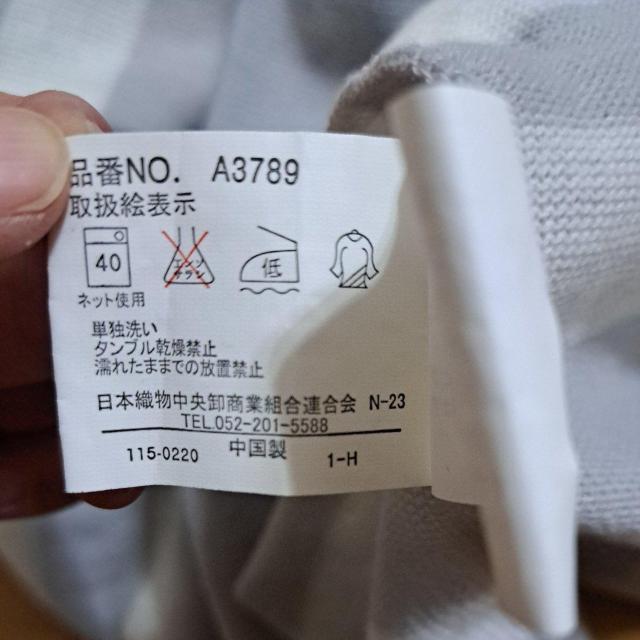 品番NO. A3789
取扱絵表示
40 エンソ 低
ネット使用
単独洗い
タンブル乾燥禁止
濡れたままでの放置禁止
日本織物中央卸商業組合連合会 N-23
TEL.052-201-5588
115-0220 中国製 1-H